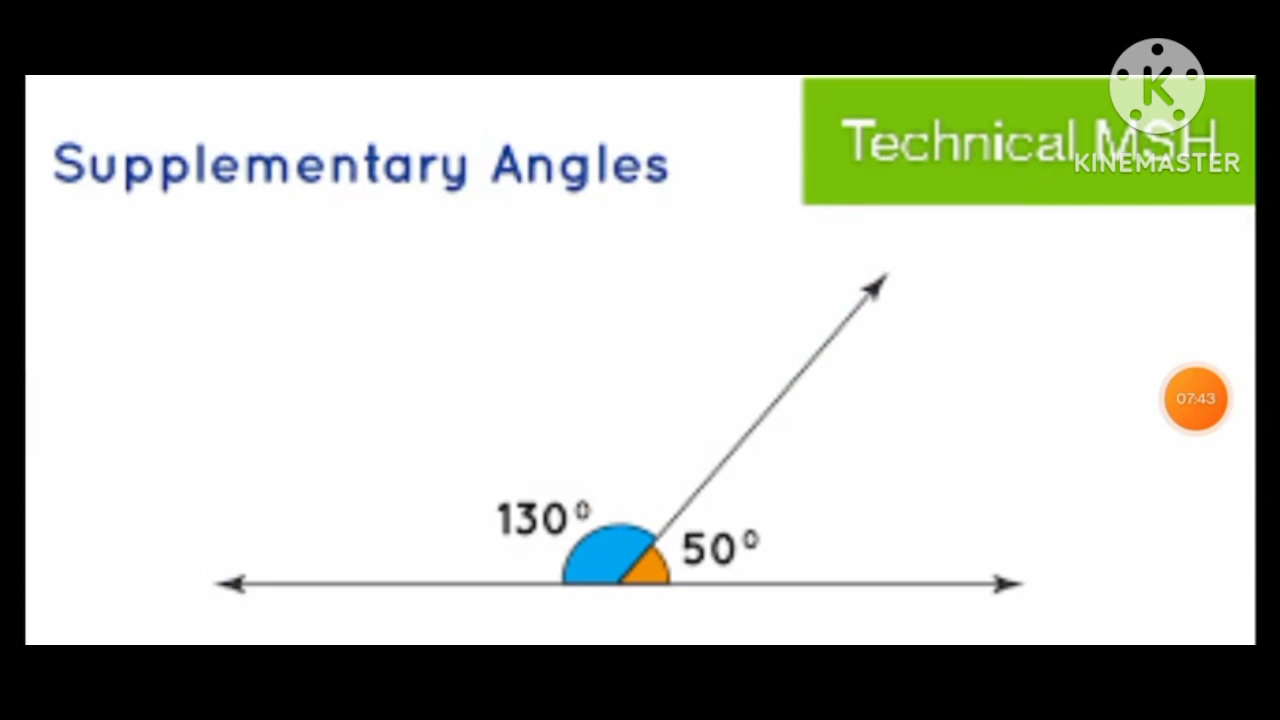 Supplementary Angles
Technical MSH
KINEMASTER
07:43
130°
50°